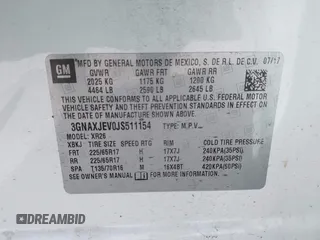 GM
MFD BY GENERAL MOTORS DE MEXICO, S. DE R.L. DE C.V. 07/17
GVWR GAWR FRT GAWR RR
2025 KG 1175 KG 1200 KG
4464 LB 2590 LB 2645 LB
THIS VEHICLE CONFORMS TO ALL APPLICABLE U.S. FEDERAL MOTOR
VEHICLE SAFETY AND THEFT PREVENTION STANDARDS IN EFFECT ON THE
DATE OF MANUFACTURE SHOWN ABOVE.
3GNAXJEV0JS511154 TYPE: M.P.V.
MODEL: XR26
XBKJ TIRE SIZE SPEED RTG RIM COLD TIRE PRESSURE
FRT 225/65R17 H 17X7J 240KPA(35PSI)
RR 225/65R17 H 17X7J 240KPA(35PSI)
SPA T135/70R16 M 16X4BT 420KPA(60PSI)
SEE OWNER'S MANUAL FOR ADDITIONAL INFORMATION.